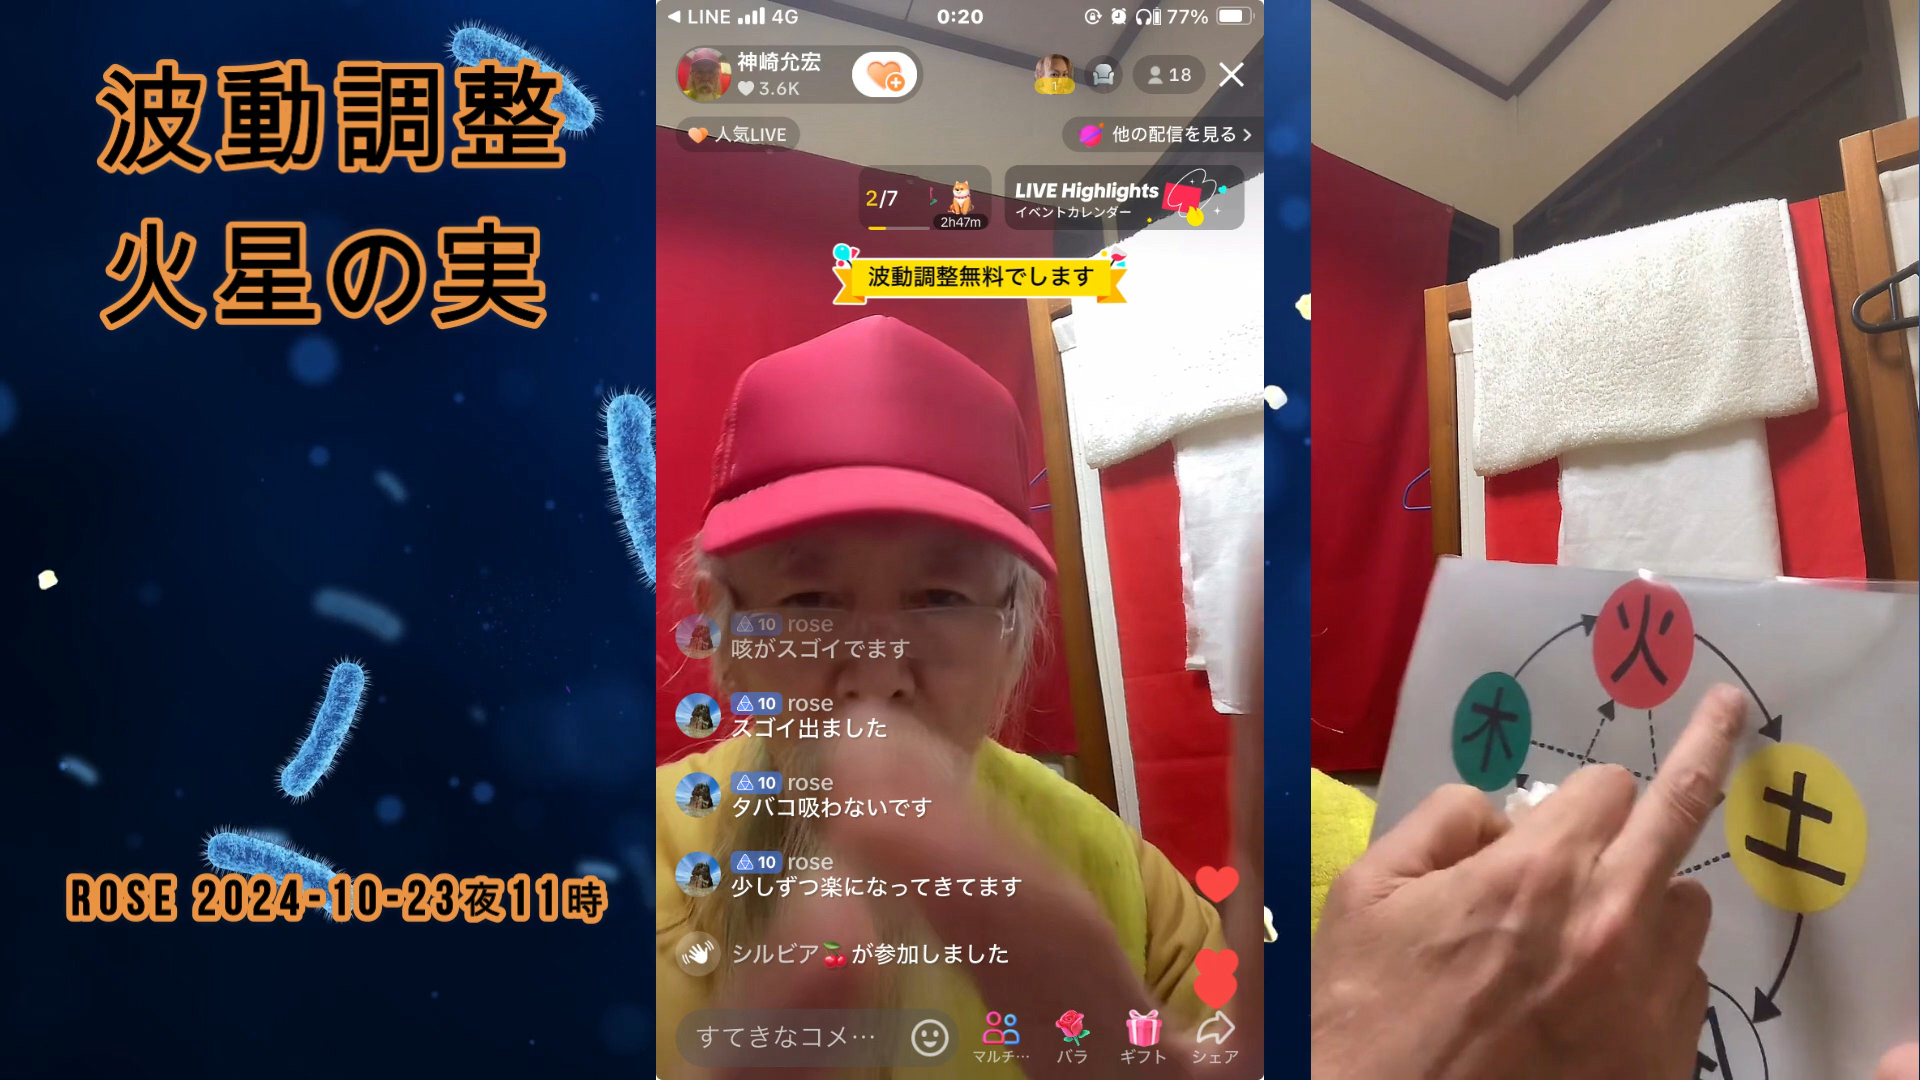 波動調整
火星の実
ROSE 2024-10-23夜11時
LINE 4G
0:20
77%
神崎允宏
3.6K
18
人気LIVE
他の配信を見る
2/7
2h47m
LIVE Highlights
イベントカレンダー
波動調整無料でします
10 rose
咳がスゴイでます
10 rose
スゴイ出ました
10 rose
タバコ吸わないです
10 rose
少しずつ楽になってきてます
シルビア🍒が参加しました
すてきなコメ…
マルチ…
バラ
ギフト
シェア
火
木
土